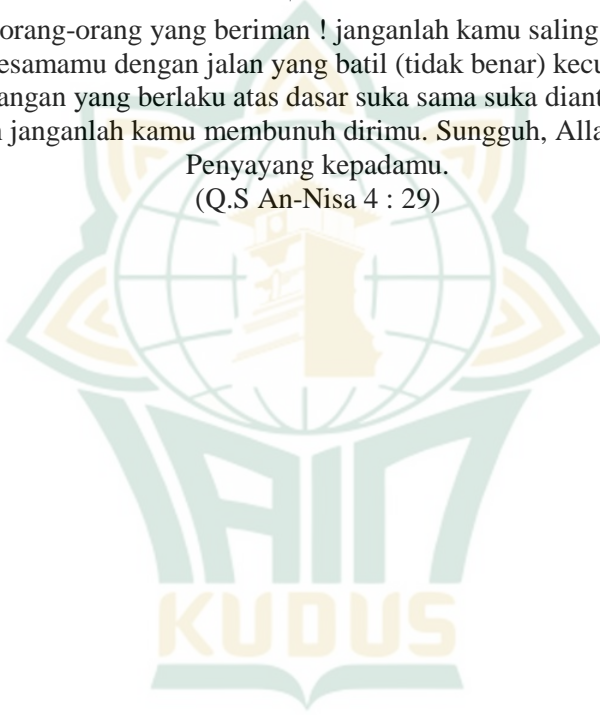 orang-orang yang beriman ! janganlah kamu saling
esamamu dengan jalan yang batil (tidak benar) kecu
angan yang berlaku atas dasar suka sama suka diant
janganlah kamu membunuh dirimu. Sungguh, Alla
Penyayang kepadamu.
(Q.S An-Nisa 4 : 29)
IAIN
KUDUS